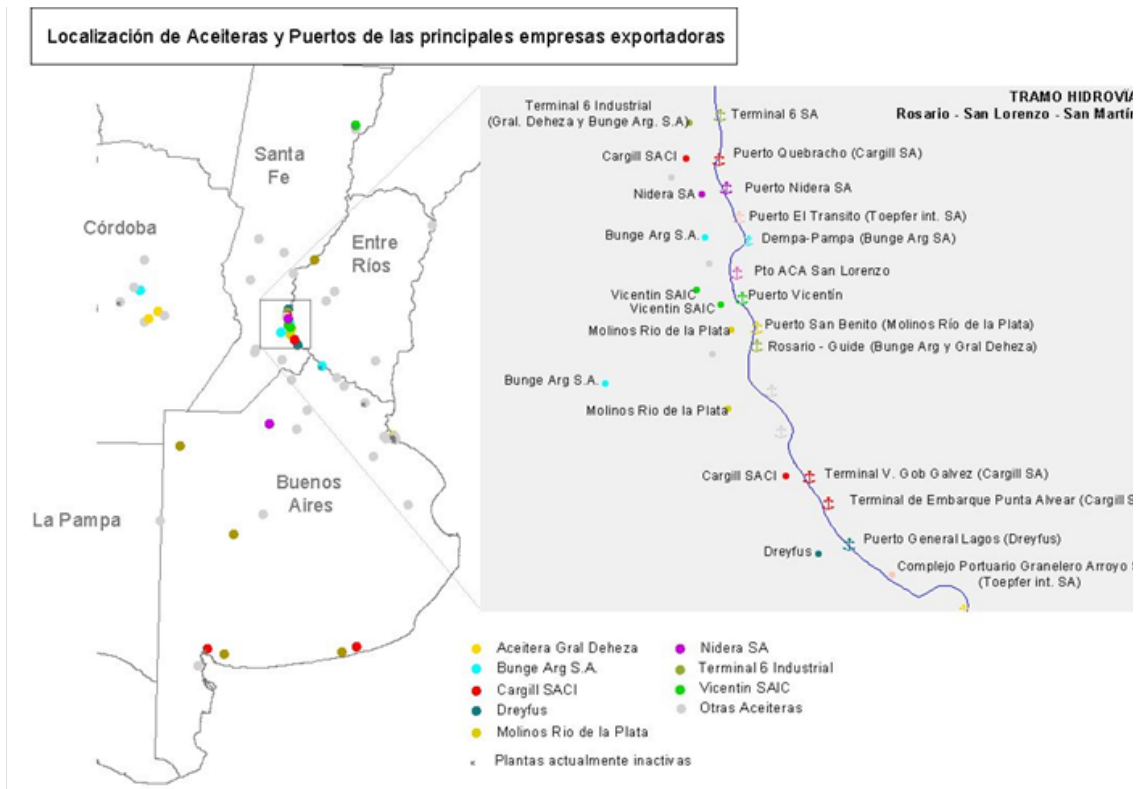 Localización de Aceiteras y Puertos de las principales empresas exportadoras
TRAMO HIDROVÍA
Rosario - San Lorenzo - San Martín
Terminal 6 Industrial
(Gral. Deheza y Bunge Arg. S.A)
Terminal 6 SA
Cargill SACI
Puerto Quebracho (Cargill SA)
Nidera SA
Puerto Nidera SA
Puerto El Transito (Toepfer int. SA)
Bunge Arg S.A.
Dempa-Pampa (Bunge Arg SA)
Pto ACA San Lorenzo
Vicentin SAIC
Puerto Vicentín
Vicentin SAIC
Molinos Rio de la Plata
Puerto San Benito (Molinos Río de la Plata)
Rosario - Guide (Bunge Arg y Gral Deheza)
Bunge Arg S.A.
Molinos Rio de la Plata
Cargill SACI
Terminal V. Gob Galvez (Cargill SA)
Terminal de Embarque Punta Alvear (Cargill S
Puerto General Lagos (Dreyfus)
Dreyfus
Complejo Portuario Granelero Arroyo
(Toepfer int. SA)
Santa
Fe
Córdoba
Entre
Ríos
Buenos
Aires
La Pampa
Aceitera Gral Deheza
Bunge Arg S.A.
Cargill SACI
Dreyfus
Molinos Rio de la Plata
Plantas actualmente inactivas
Nidera SA
Terminal 6 Industrial
Vicentin SAIC
Otras Aceiteras